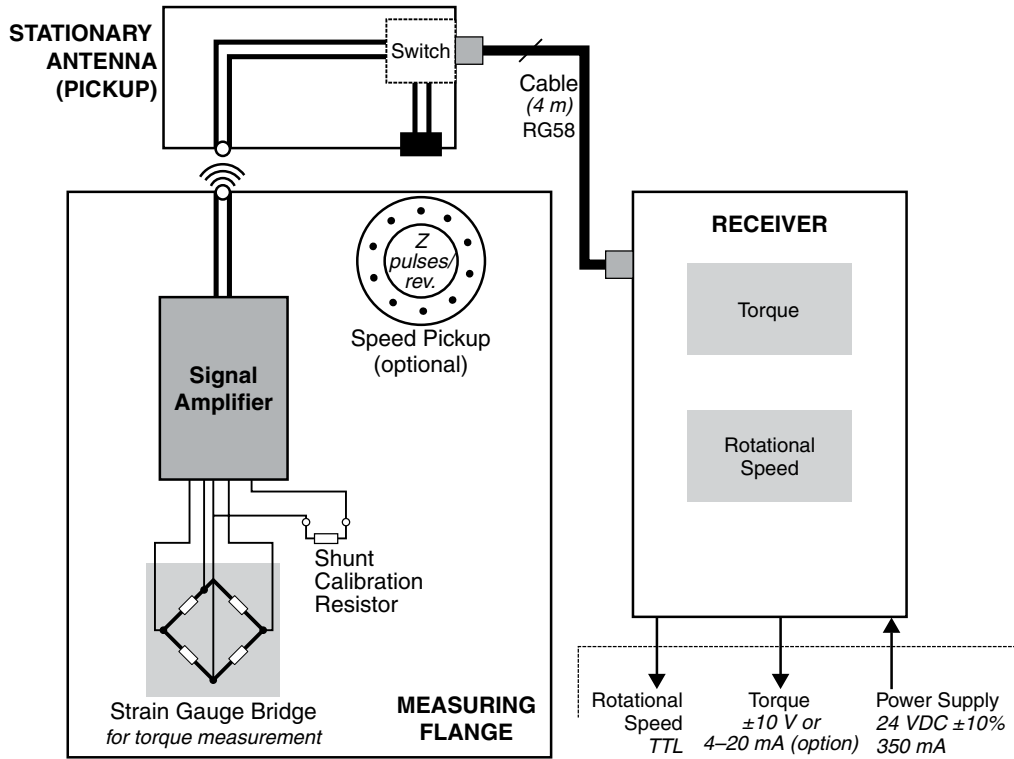 STATIONARY
ANTENNA
(PICKUP)
Switch
Cable
(4 m)
RG58
Z
pulses/
rev.
Speed Pickup
(optional)
Signal
Amplifier
Shunt
Calibration
Resistor
Strain Gauge Bridge
for torque measurement
MEASURING
FLANGE
RECEIVER
Torque
Rotational
Speed
Rotational
Speed
TTL
Torque
±10 V or
4–20 mA (option)
Power Supply
24 VDC ±10%
350 mA